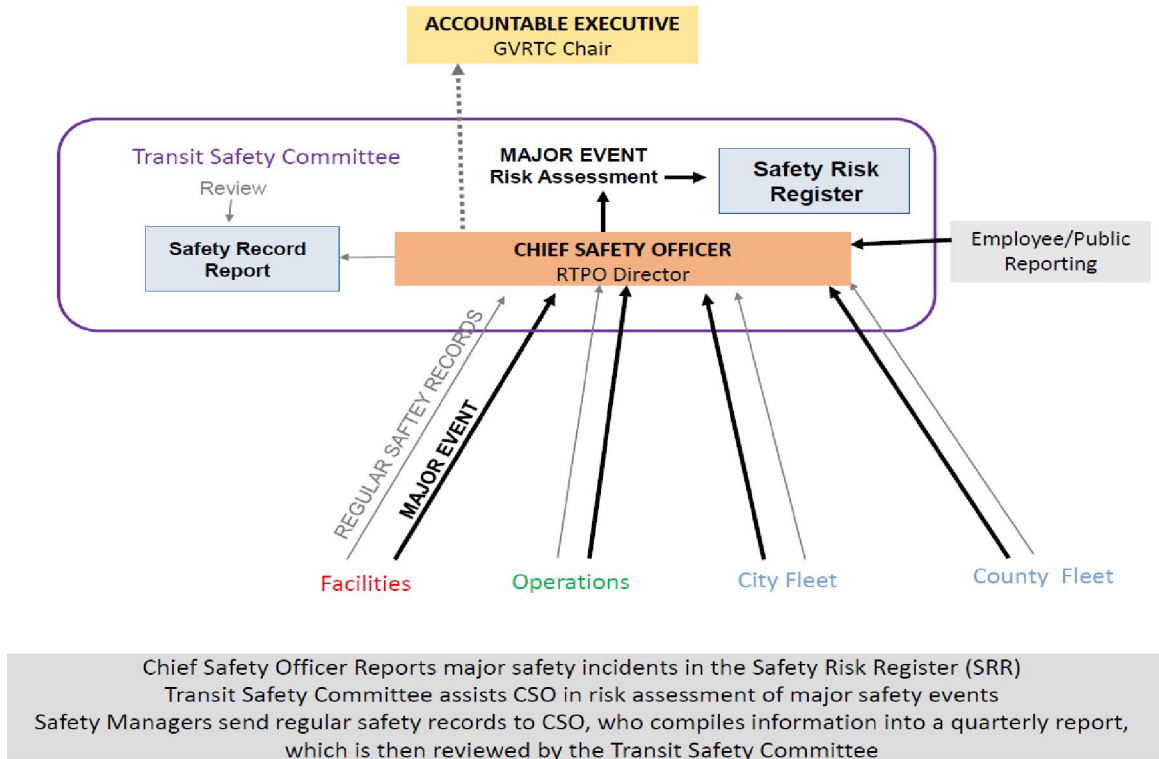 ACCOUNTABLE EXECUTIVE
GVRTC Chair
Transit Safety Committee
Review
Safety Record
Report
MAJOR EVENT
Risk Assessment
Safety Risk
Register
CHIEF SAFETY OFFICER
RTPO Director
Employee/Public
Reporting
REGULAR SAFTEY RECORDS
MAJOR EVENT
Facilities
Operations
City Fleet
County Fleet
Chief Safety Officer Reports major safety incidents in the Safety Risk Register (SRR)
Transit Safety Committee assists CSO in risk assessment of major safety events
Safety Managers send regular safety records to CSO, who compiles information into a quarterly report,
which is then reviewed by the Transit Safety Committee